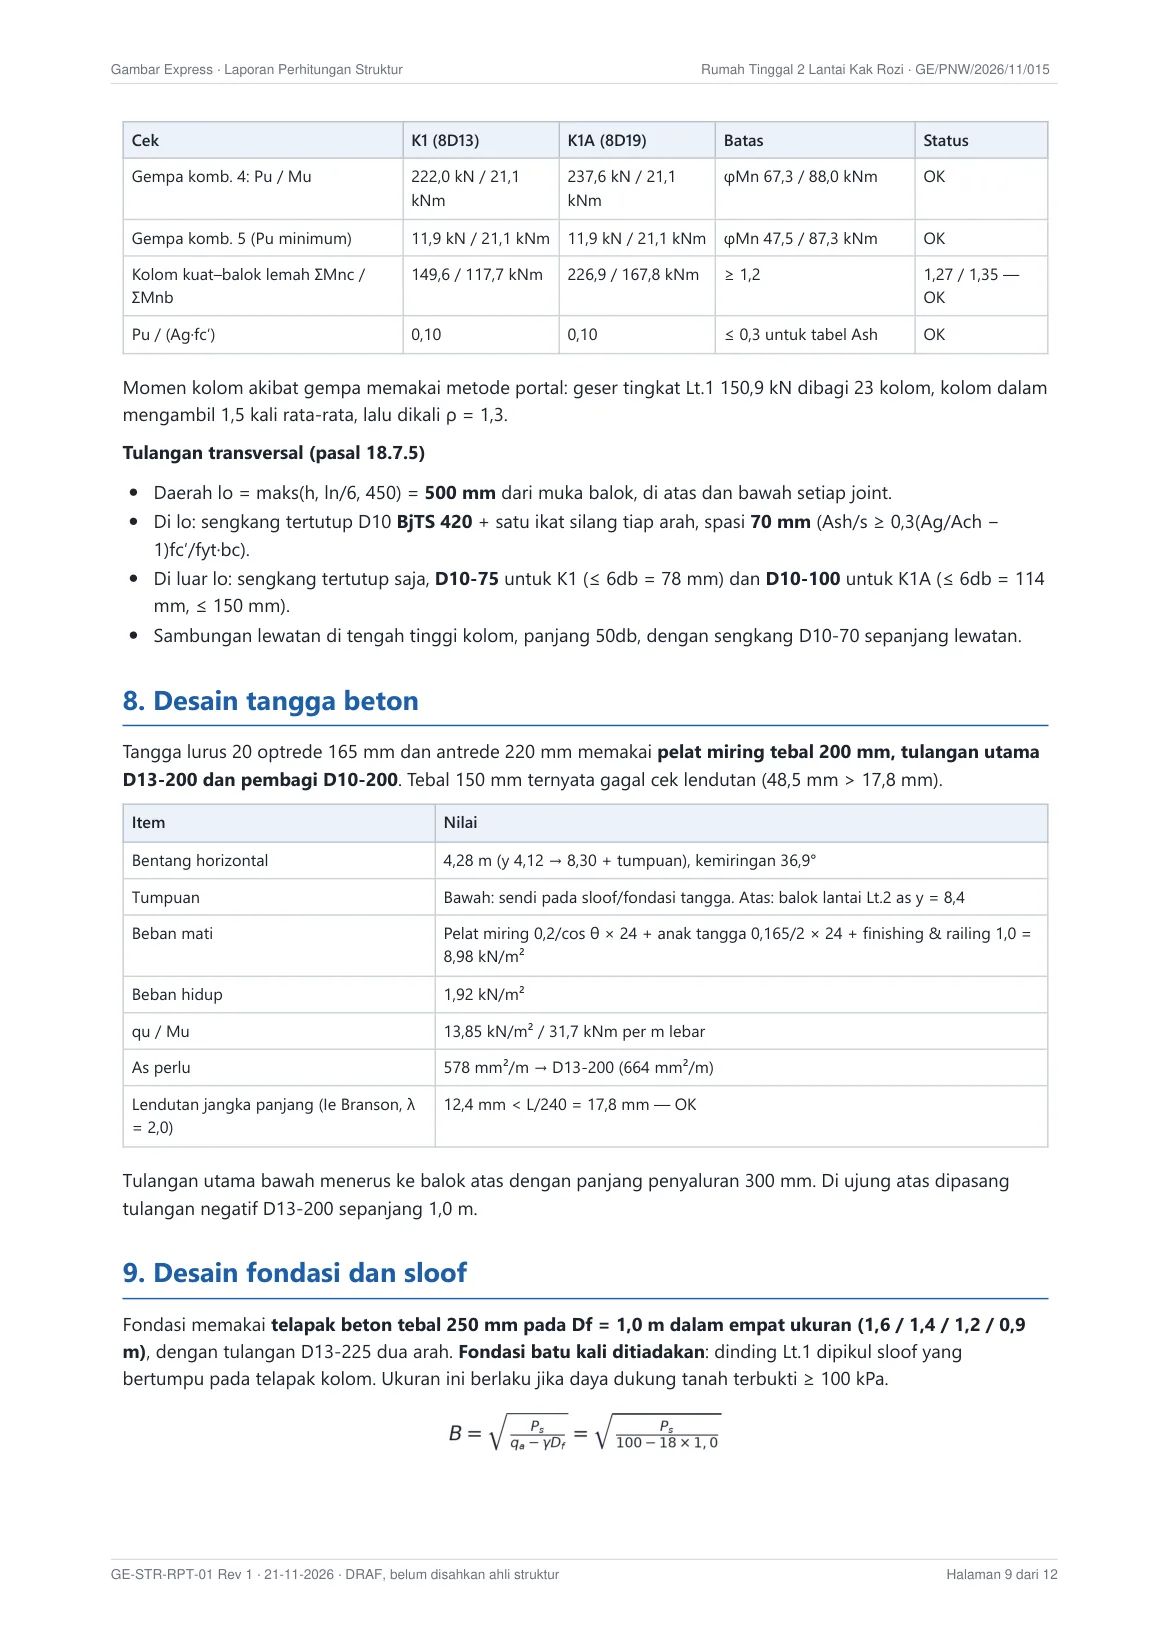 Gambar Express · Laporan Perhitungan Struktur
Rumah Tinggal 2 Lantai Kak Rozi · GE/PNW/2026/11/015
Cek
K1 (8D13)
K1A (8D19)
Batas
Status
Gempa komb. 4: Pu / Mu
222,0 kN / 21,1
kNm
237,6 kN / 21,1
kNm
φMn 67,3 / 88,0 kNm
OK
Gempa komb. 5 (Pu minimum)
11,9 kN / 21,1 kNm
11,9 kN / 21,1 kNm
φMn 47,5 / 87,3 kNm
OK
Kolom kuat–balok lemah ΣMnc /
ΣMnb
149,6 / 117,7 kNm
226,9 / 167,8 kNm
≥ 1,2
1,27 / 1,35 —
OK
Pu / (Ag·fc′)
0,10
0,10
≤ 0,3 untuk tabel Ash
OK
Momen kolom akibat gempa memakai metode portal: geser tingkat Lt.1 150,9 kN dibagi 23 kolom, kolom dalam
mengambil 1,5 kali rata-rata, lalu dikali ρ = 1,3.
Tulangan transversal (pasal 18.7.5)
• Daerah lo = maks(h, ln/6, 450) = 500 mm dari muka balok, di atas dan bawah setiap joint.
• Di lo: sengkang tertutup D10 BjTS 420 + satu ikat silang tiap arah, spasi 70 mm (Ash/s ≥ 0,3(Ag/Ach −
1)fc′/fyt·bc).
• Di luar lo: sengkang tertutup saja, D10-75 untuk K1 (≤ 6db = 78 mm) dan D10-100 untuk K1A (≤ 6db = 114
mm, ≤ 150 mm).
• Sambungan lewatan di tengah tinggi kolom, panjang 50db, dengan sengkang D10-70 sepanjang lewatan.
8. Desain tangga beton
Tangga lurus 20 optrede 165 mm dan antrede 220 mm memakai pelat miring tebal 200 mm, tulangan utama
D13-200 dan pembagi D10-200. Tebal 150 mm ternyata gagal cek lendutan (48,5 mm > 17,8 mm).
Item
Nilai
Bentang horizontal
4,28 m (y 4,12 → 8,30 + tumpuan), kemiringan 36,9°
Tumpuan
Bawah: sendi pada sloof/fondasi tangga. Atas: balok lantai Lt.2 as y = 8,4
Beban mati
Pelat miring 0,2/cos θ × 24 + anak tangga 0,165/2 × 24 + finishing & railing 1,0 =
8,98 kN/m²
Beban hidup
1,92 kN/m²
qu / Mu
13,85 kN/m² / 31,7 kNm per m lebar
As perlu
578 mm²/m → D13-200 (664 mm²/m)
Lendutan jangka panjang (Ie Branson, λ
= 2,0)
12,4 mm < L/240 = 17,8 mm — OK
Tulangan utama bawah menerus ke balok atas dengan panjang penyaluran 300 mm. Di ujung atas dipasang
tulangan negatif D13-200 sepanjang 1,0 m.
9. Desain fondasi dan sloof
Fondasi memakai telapak beton tebal 250 mm pada Df = 1,0 m dalam empat ukuran (1,6 / 1,4 / 1,2 / 0,9
m), dengan tulangan D13-225 dua arah. Fondasi batu kali ditiadakan: dinding Lt.1 dipikul sloof yang
bertumpu pada telapak kolom. Ukuran ini berlaku jika daya dukung tanah terbukti ≥ 100 kPa.
B = √(Ps / (qa − γDf)) = √(Ps / (100 − 18 × 1, 0))
GE-STR-RPT-01 Rev 1 · 21-11-2026 · DRAF, belum disahkan ahli struktur
Halaman 9 dari 12